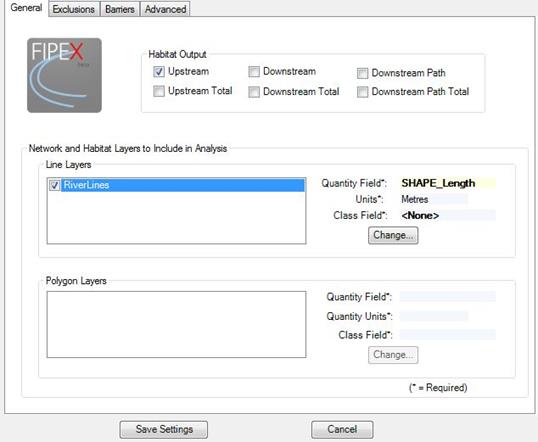 General Exclusions Barriers Advanced
FIPEX
beta
Habitat Output
Upstream Downstream Downstream Path
Upstream Total Downstream Total Downstream Path Total
Network and Habitat Layers to Include in Analysis
Line Layers
RiverLines
Quantity Field*: SHAPE_Length
Units*: Metres
Class Field*: <None>
Change...
Polygon Layers
Quantity Field*:
Quantity Units*:
Class Field*:
Change...
(* = Required)
Save Settings Cancel